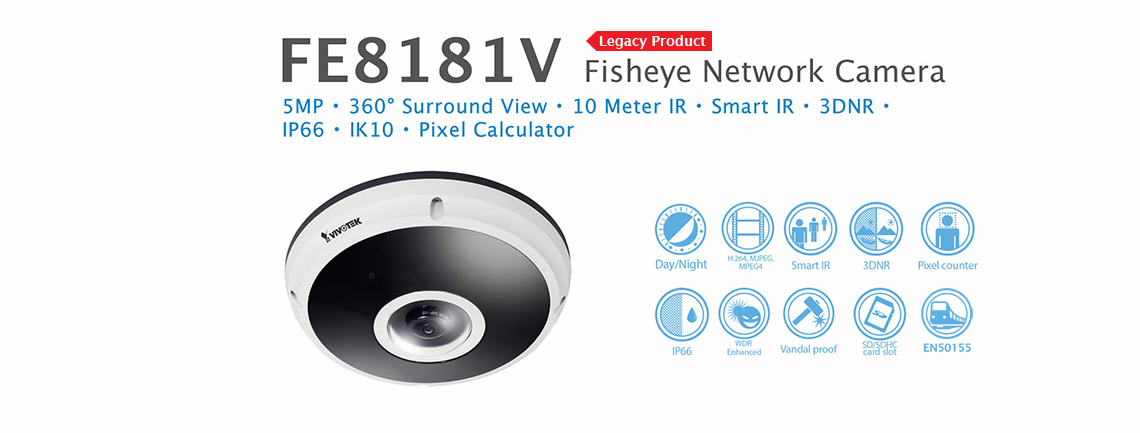 FE8181V
Legacy Product
Fisheye Network Camera
5MP • 360° Surround View • 10 Meter IR • Smart IR • 3DNR •
IP66 • IK10 • Pixel Calculator
VIVOTEK
Day/Night
H.264, MJPEG,
MPEG4
Smart IR
3DNR
Pixel counter
IP66
WDR
Enhanced
Vandal proof
SD/SDHC
card slot
EN50155